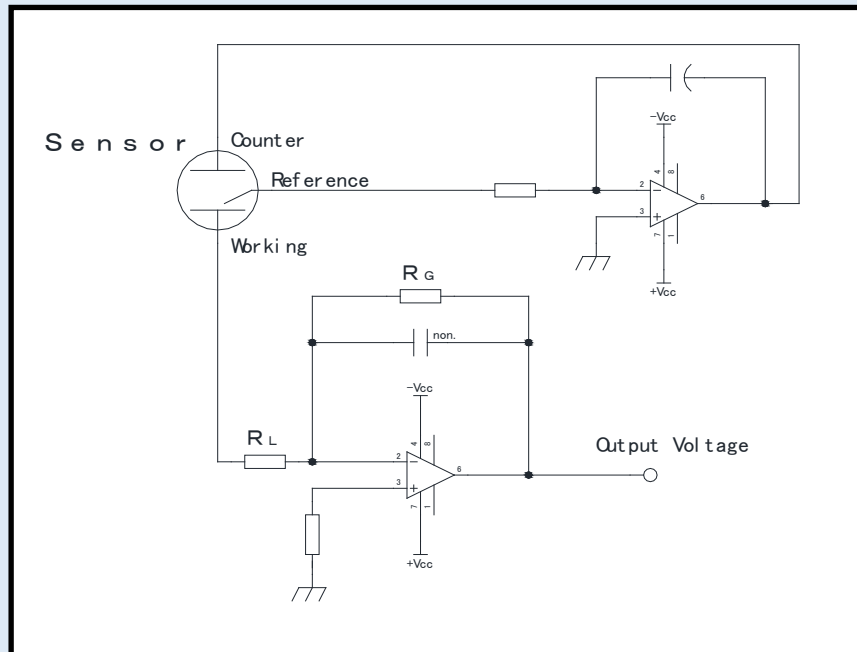 Sensor
Counter
Reference
Working
-Vcc
4
8
2
-
6
3
+
7
1
+Vcc
RG
non.
-Vcc
4
8
RL
2
-
6
3
+
7
1
+Vcc
Output Voltage